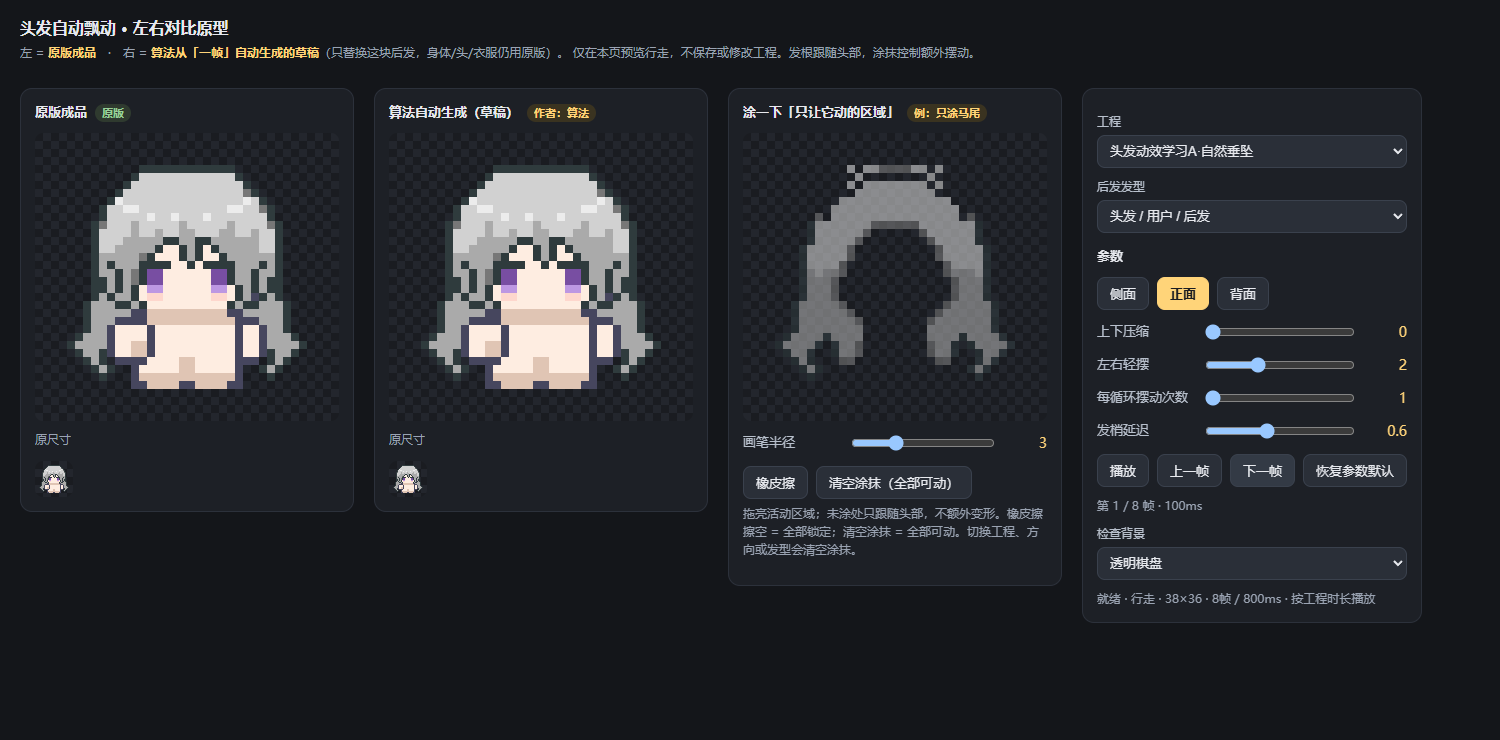 头发自动飘动 • 左右对比原型
左 = 原版成品 · 右 = 算法从「一帧」自动生成的草稿（只替换这块后发，身体/头/衣服仍用原版）。 仅在本页预览行走，不保存或修改工程。发根跟随头部，涂抹控制额外摆动。
原版成品 原版
原尺寸
算法自动生成（草稿） 作者：算法
原尺寸
涂一下「只让它动的区域」 例：只涂马尾
画笔半径 3
橡皮擦 清空涂抹（全部可动）
拖亮活动区域；未涂处只跟随头部，不额外变形。橡皮擦
擦空 = 全部锁定；清空涂抹 = 全部可动。切换工程、方
向或发型会清空涂抹。
工程
头发动效学习A·自然垂坠
后发发型
头发 / 用户 / 后发
参数
侧面 正面 背面
上下压缩 0
左右轻摆 2
每循环摆动次数 1
发梢延迟 0.6
播放 上一帧 下一帧 恢复参数默认
第 1 / 8 帧 · 100ms
检查背景
透明棋盘
就绪 · 行走 · 38×36 · 8帧 / 800ms · 按工程时长播放